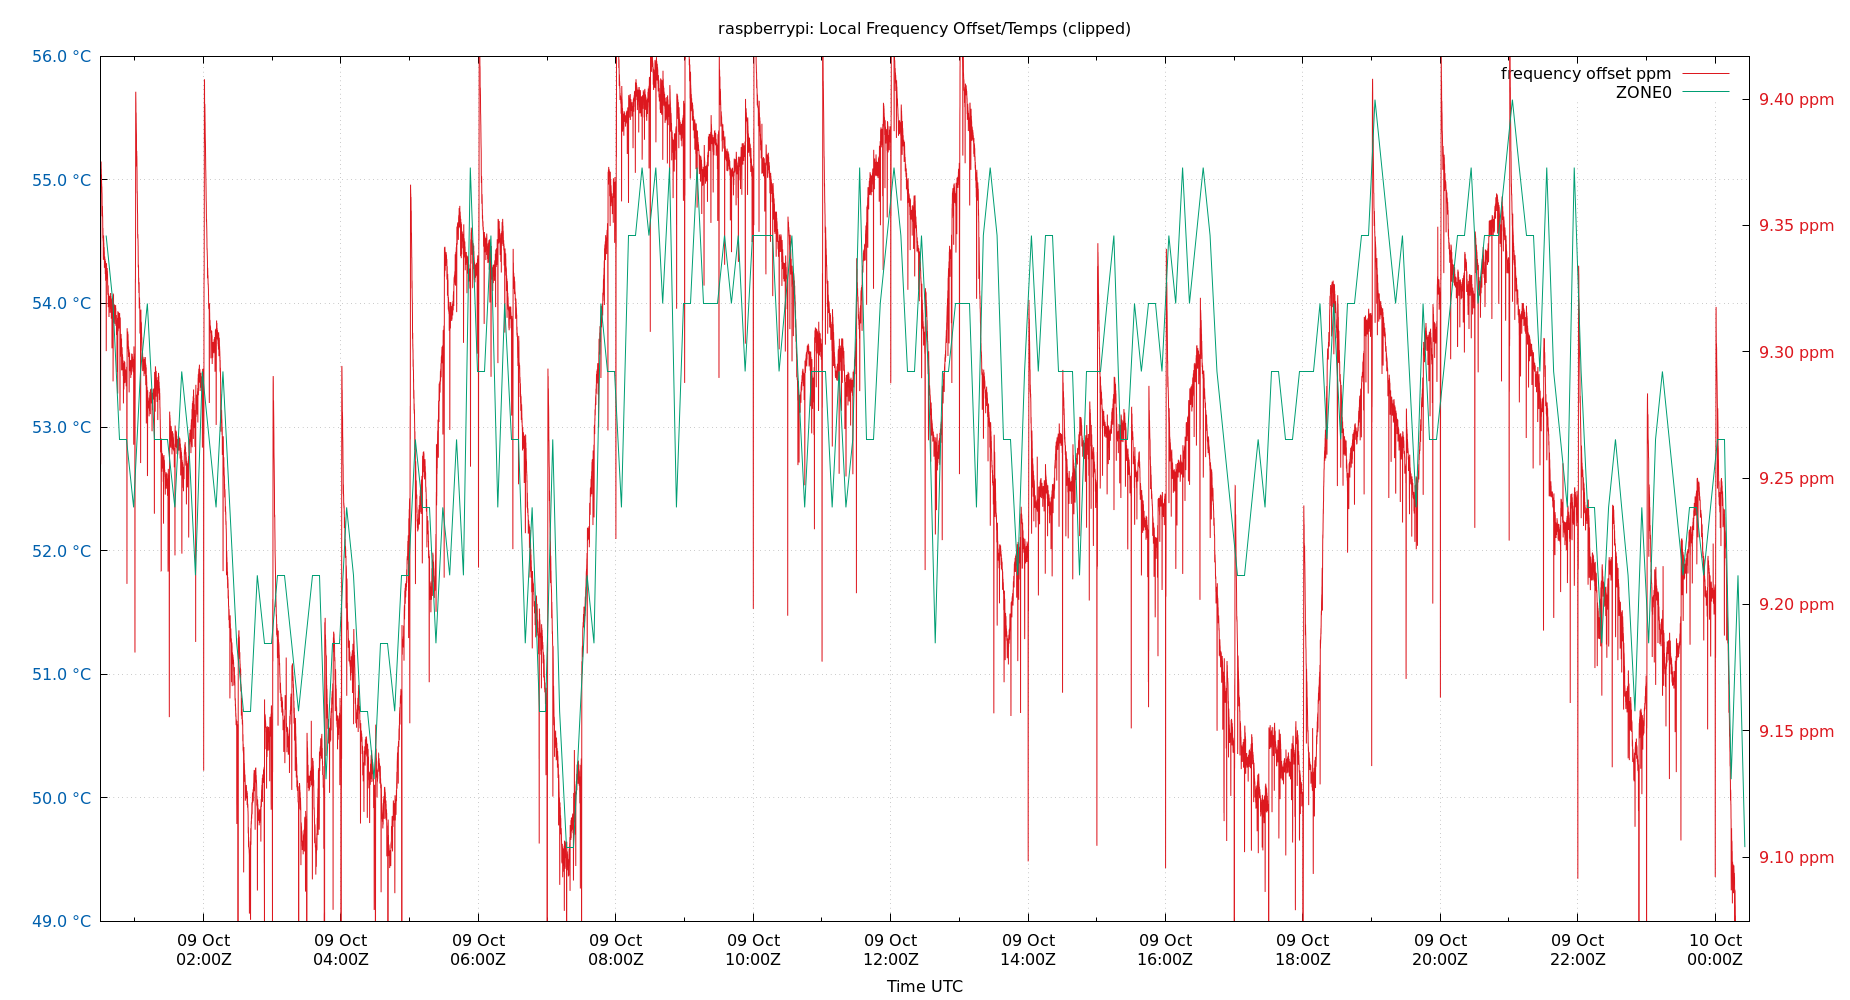 raspberrypi: Local Frequency Offset/Temps (clipped)
56.0 °C
55.0 °C
54.0 °C
53.0 °C
52.0 °C
51.0 °C
50.0 °C
49.0 °C
frequency offset ppm
ZONE0
9.40 ppm
9.35 ppm
9.30 ppm
9.25 ppm
9.20 ppm
9.15 ppm
9.10 ppm
09 Oct 09 Oct 09 Oct 09 Oct 09 Oct 09 Oct 09 Oct 09 Oct 09 Oct 09 Oct 09 Oct 10 Oct
02:00Z 04:00Z 06:00Z 08:00Z 10:00Z 12:00Z 14:00Z 16:00Z 18:00Z 20:00Z 22:00Z 00:00Z
Time UTC